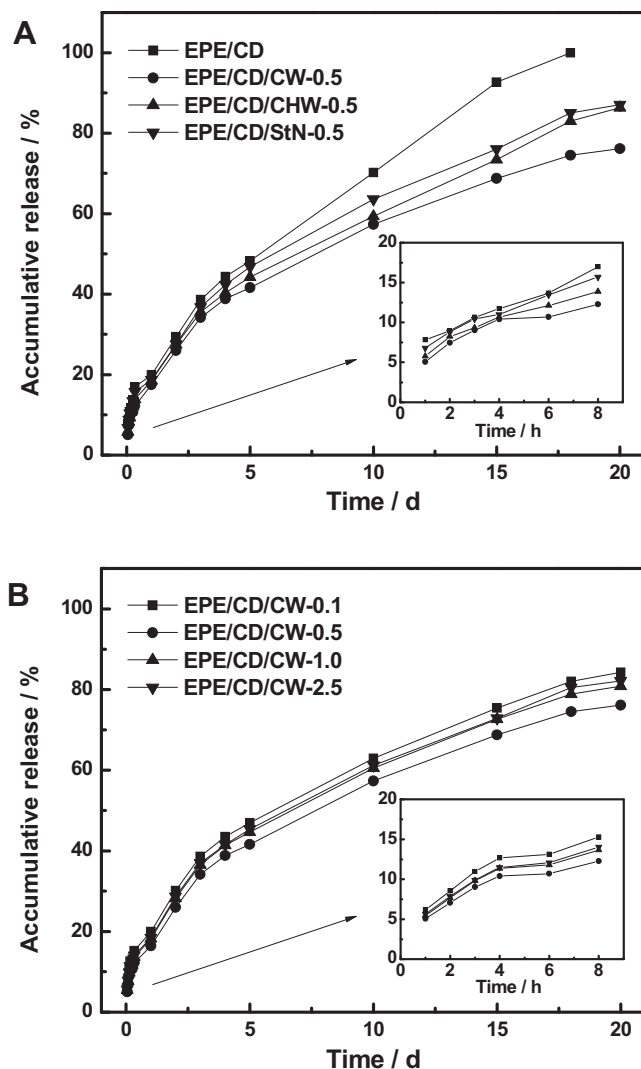 A
EPE/CD
EPE/CD/CW-0.5
EPE/CD/CHW-0.5
EPE/CD/StN-0.5
Accumulative release / %
100
80
60
40
20
0
0 5 10 15 20
Time / d
20
15
10
5
0
0 2 4 6 8
Time / h
B
EPE/CD/CW-0.1
EPE/CD/CW-0.5
EPE/CD/CW-1.0
EPE/CD/CW-2.5
Accumulative release / %
100
80
60
40
20
0
0 5 10 15 20
Time / d
20
15
10
5
0
0 2 4 6 8
Time / h